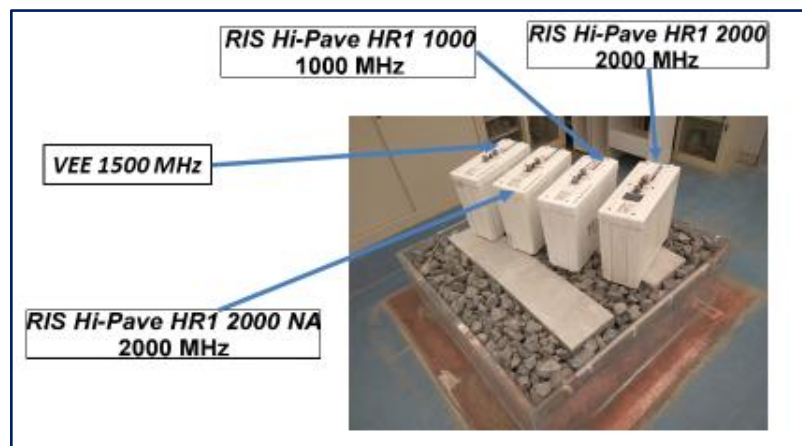 RIS Hi-Pave HR1 1000
1000 MHz
RIS Hi-Pave HR1 2000
2000 MHz
VEE 1500 MHz
RIS Hi-Pave HR1 2000 NA
2000 MHz